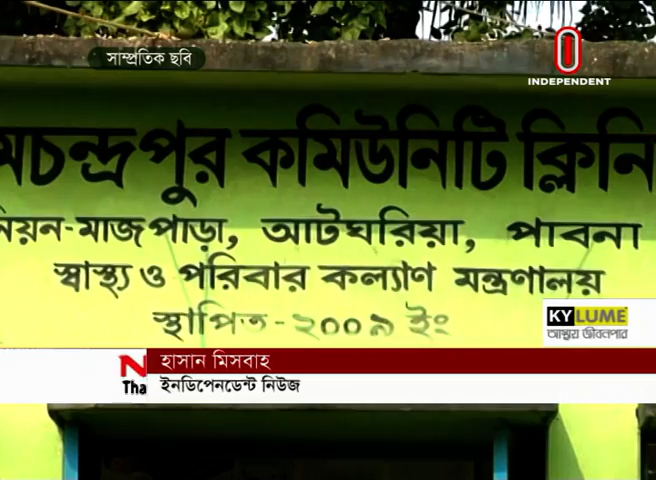 সাম্প্রতিক ছবি
INDEPENDENT
মচন্দ্রপুর কমিউনিটি ক্লিনি
নিয়ন-মাজপাড়া, আটঘরিয়া, পাবনা
স্বাস্থ্য ও পরিবার কল্যাণ মন্ত্রণালয়
স্থাপিত-২০০৯ ইং
KYLUME
আস্থায় জীবনপার
হাসান মিসবাহ
Tha
ইনডিপেনডেন্ট নিউজ